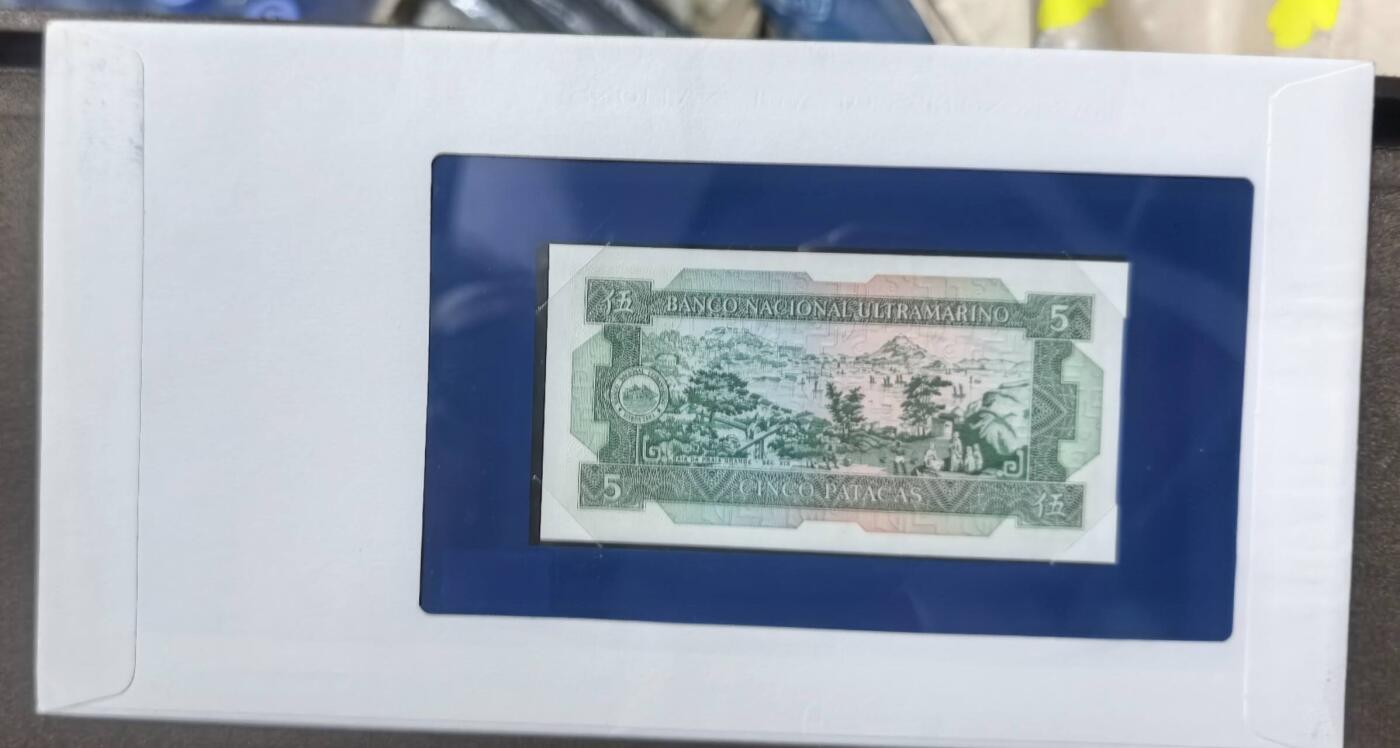 伍 BANCO NACIONAL ULTRAMARINO 5
5 CINCO PATACAS 伍